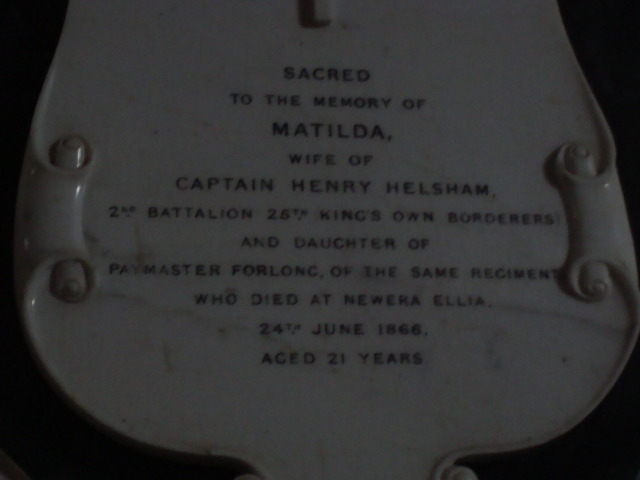 SACRED
TO THE MEMORY OF
MATILDA,
WIFE OF
CAPTAIN HENRY HELSHAM,
2ND BATTALION 25TH KING'S OWN BORDERERS
AND DAUGHTER OF
PAYMASTER FORLONG, OF THE SAME REGIMENT
WHO DIED AT NEWERA ELLIA,
24TH JUNE 1866,
AGED 21 YEARS